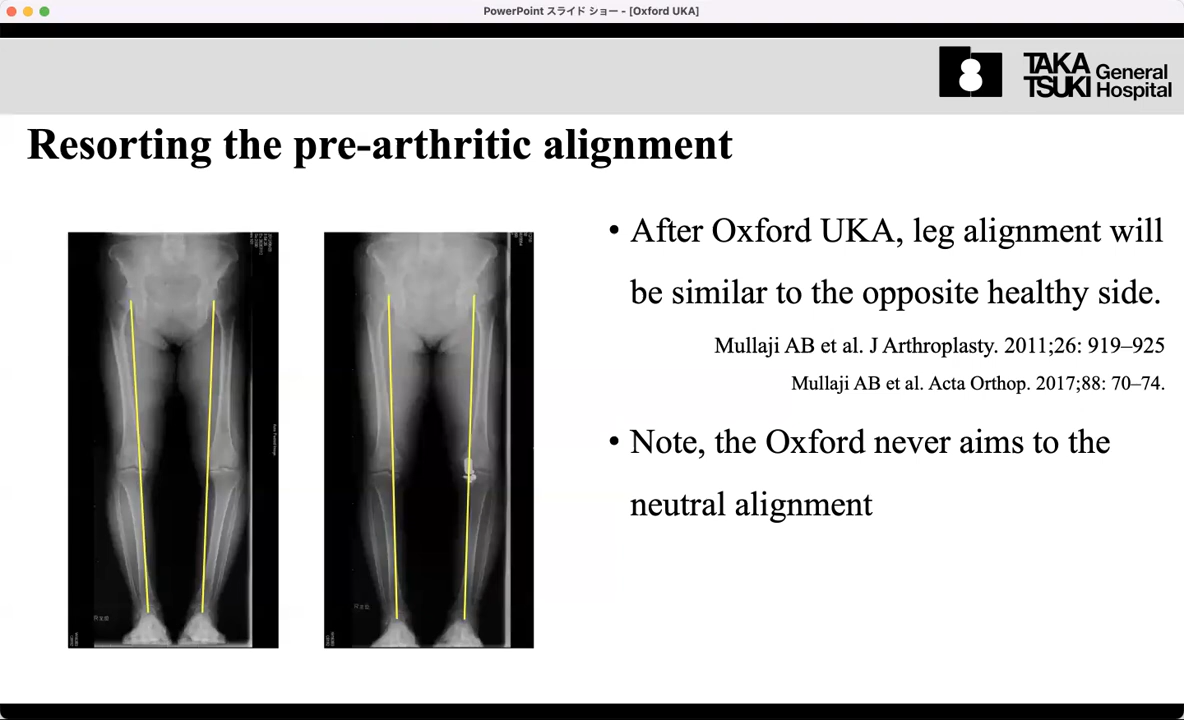 PowerPoint スライド ショー - [Oxford UKA]
TAKA
TSUKI
General
Hospital
Resorting the pre-arthritic alignment
• After Oxford UKA, leg alignment will
be similar to the opposite healthy side.
Mullaji AB et al. J Arthroplasty. 2011;26: 919–925
Mullaji AB et al. Acta Orthop. 2017;88: 70–74.
• Note, the Oxford never aims to the
neutral alignment